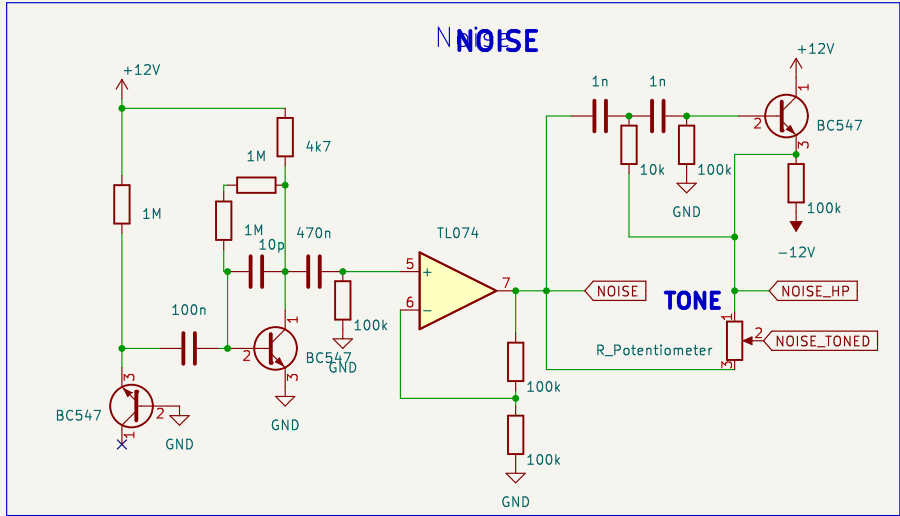 Noise
NOISE
+12V
+12V
1n
1n
1
2
BC547
3
4k7
1M
10k
100k
1M
1M
GND
100k
10p
470n
TL074
-12V
5
+
7
6
-
NOISE
TONE
NOISE_HP
100n
1
100k
1
2
NOISE_TONED
R_Potentiometer
2
BC547
GND
3
3
3
100k
BC547
2
GND
1
GND
100k
GND